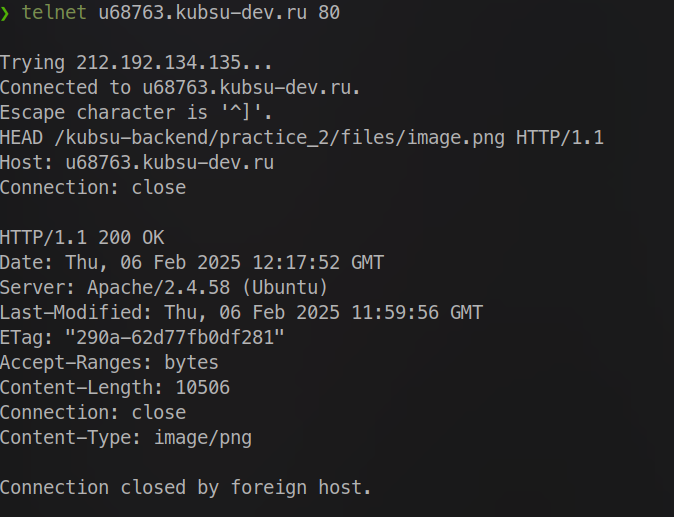 ❯ telnet u68763.kubsu-dev.ru 80
Trying 212.192.134.135...
Connected to u68763.kubsu-dev.ru.
Escape character is '^]'.
HEAD /kubsu-backend/practice_2/files/image.png HTTP/1.1
Host: u68763.kubsu-dev.ru
Connection: close
HTTP/1.1 200 OK
Date: Thu, 06 Feb 2025 12:17:52 GMT
Server: Apache/2.4.58 (Ubuntu)
Last-Modified: Thu, 06 Feb 2025 11:59:56 GMT
ETag: "290a-62d77fb0df281"
Accept-Ranges: bytes
Content-Length: 10506
Connection: close
Content-Type: image/png
Connection closed by foreign host.